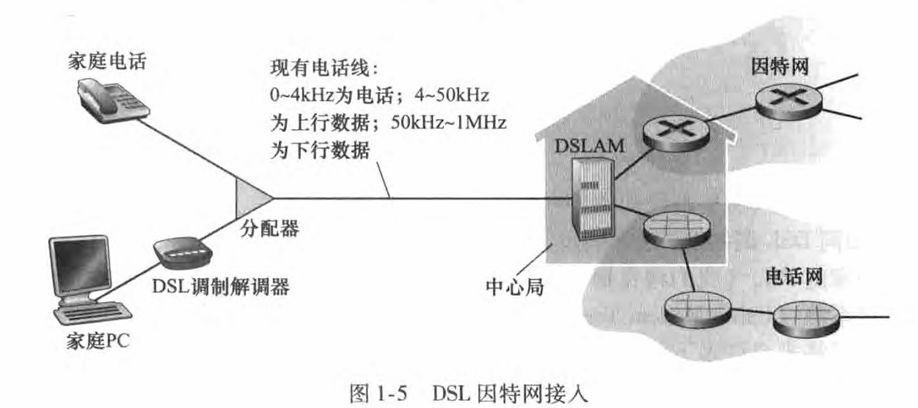 家庭电话
现有电话线：
0~4kHz为电话；4~50kHz
为上行数据；50kHz~1MHz
为下行数据
因特网
DSLAM
分配器
DSL调制解调器
中心局
电话网
家庭PC
图 1-5 DSL 因特网接入